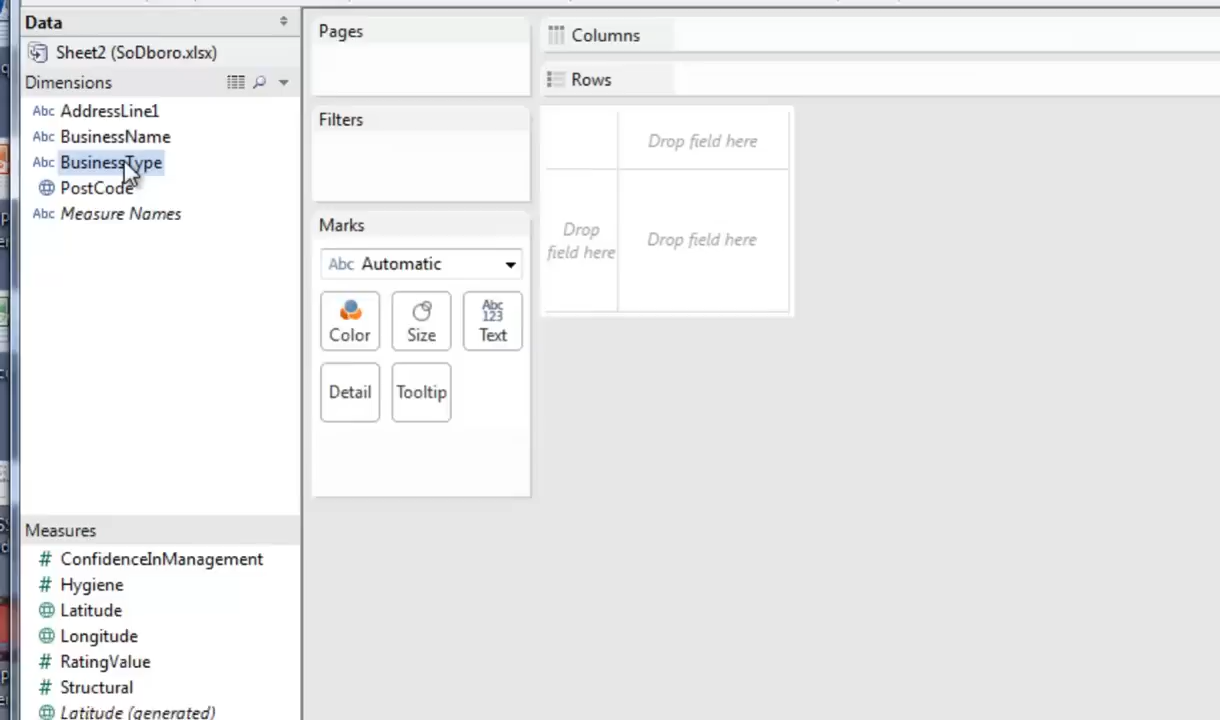 Data
Sheet2 (SoDboro.xlsx)
Dimensions
Abc AddressLine1
Abc BusinessName
Abc BusinessType
PostCode
Abc Measure Names
Measures
# ConfidenceInManagement
# Hygiene
Latitude
Longitude
# RatingValue
# Structural
Latitude (generated)
Pages
Filters
Marks
Abc Automatic
Color
Size
Abc
123
Text
Detail
Tooltip
Columns
Rows
Drop field here
Drop
field here
Drop field here